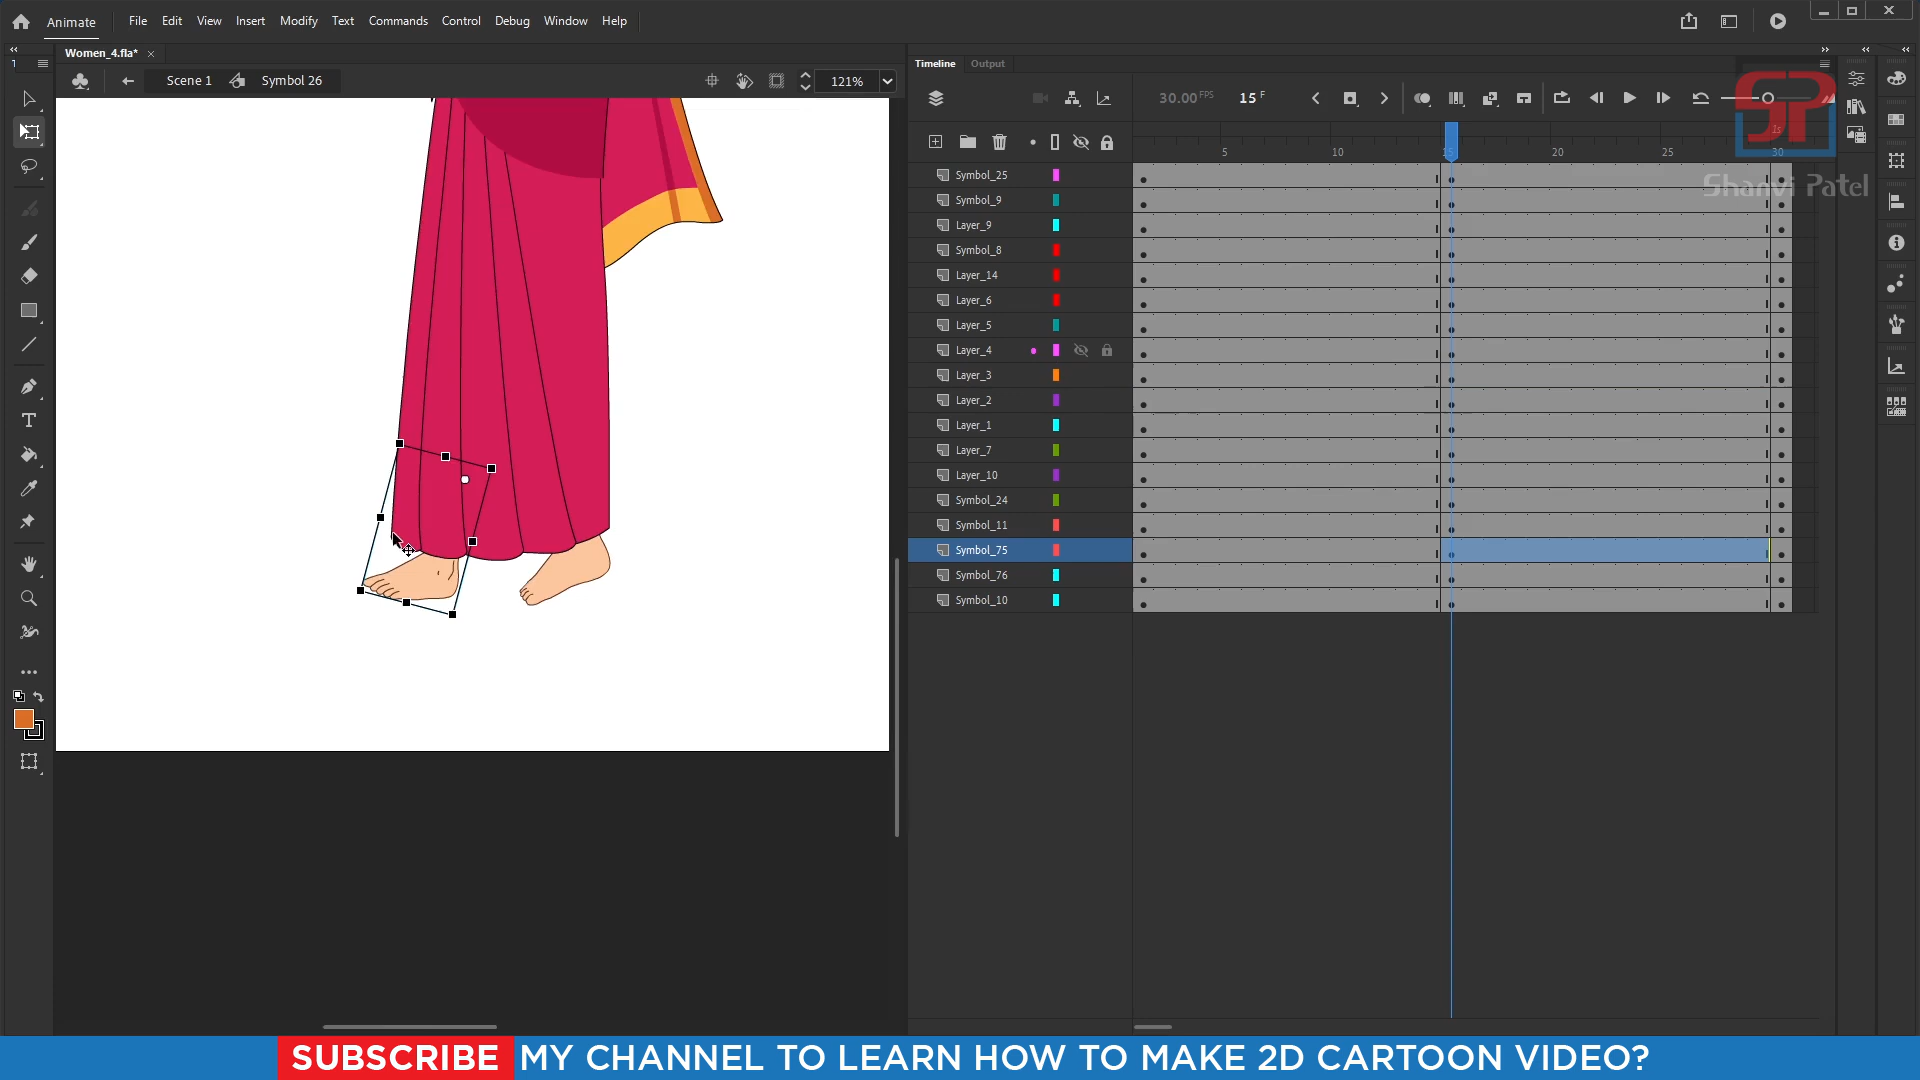 Animate
File Edit View Insert Modify Text Commands Control Debug Window Help
Women_4.fla*
Timeline Output
Scene 1 Symbol 26 121%
30.00 FPS 15 F
SP
1s
5 10 15 20 25 30
Shanvi Patel
Symbol_25
Symbol_9
Layer_9
Symbol_8
Layer_14
Layer_6
Layer_5
Layer_4
Layer_3
Layer_2
Layer_1
Layer_7
Layer_10
Symbol_24
Symbol_11
Symbol_75
Symbol_76
Symbol_10
SUBSCRIBE MY CHANNEL TO LEARN HOW TO MAKE 2D CARTOON VIDEO?